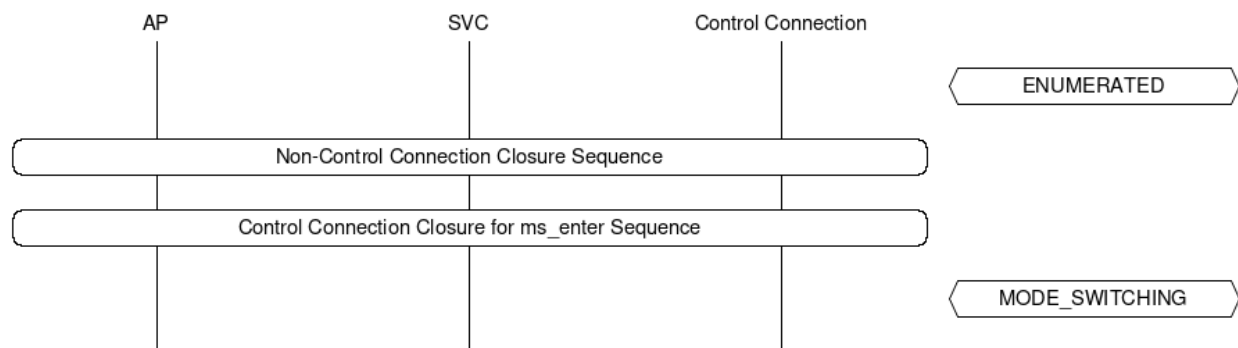 AP SVC Control Connection
ENUMERATED
Non-Control Connection Closure Sequence
Control Connection Closure for ms_enter Sequence
MODE_SWITCHING